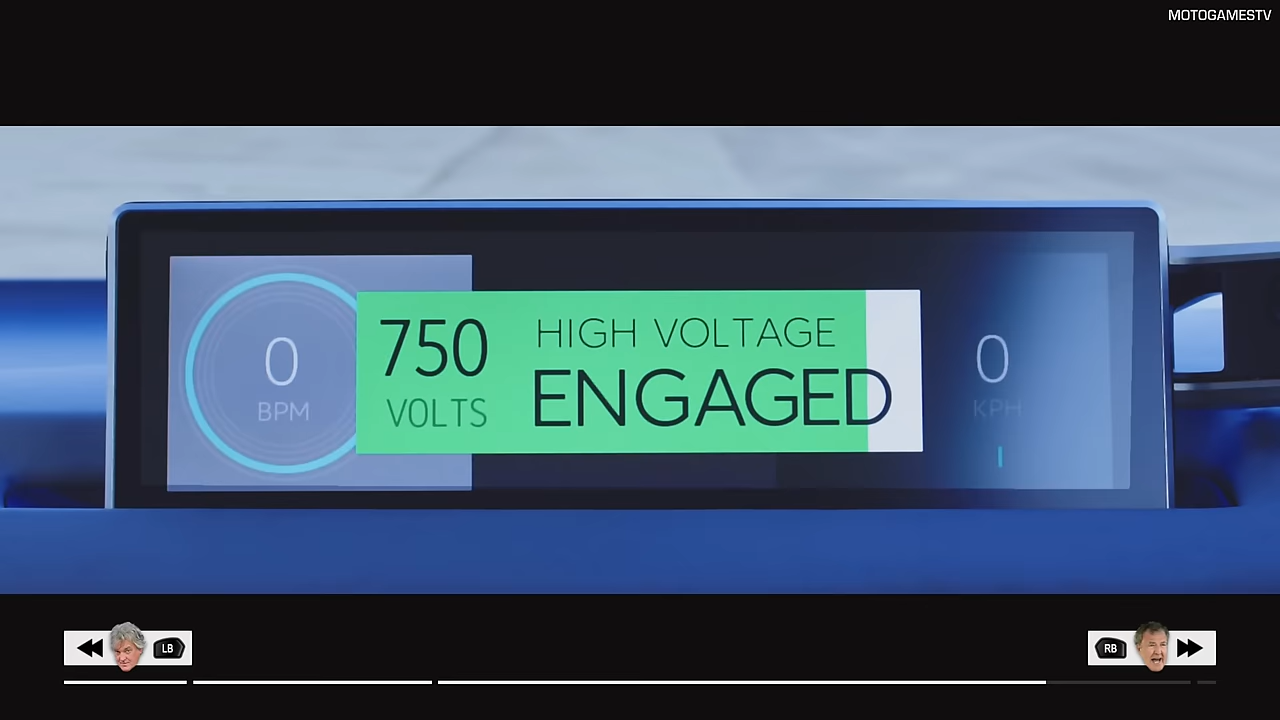 MOTOGAMESTV
0
BPM
750
VOLTS
HIGH VOLTAGE
ENGAGED
0
KPH
LB
RB